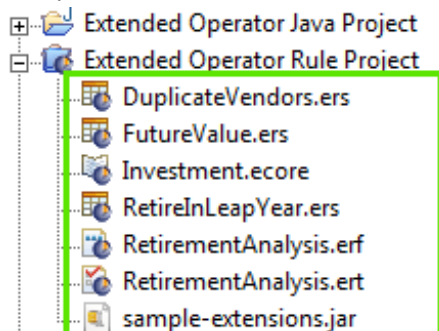 Extended Operator Java Project
Extended Operator Rule Project
DuplicateVendors.ers
FutureValue.ers
Investment.ecore
RetireInLeapYear.ers
RetirementAnalysis.erf
RetirementAnalysis.ert
sample-extensions.jar